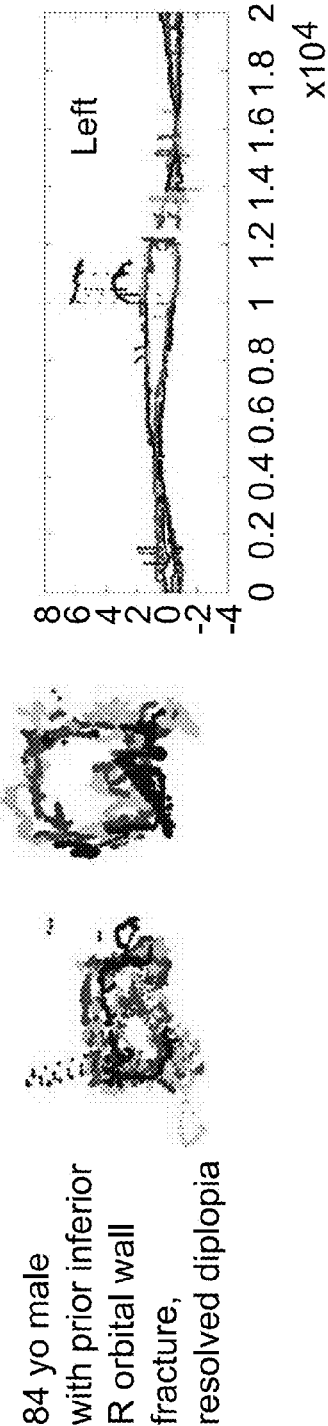 84 yo male
with prior inferior
R orbital wall
fracture,
resolved diplopia
Left
8
6
4
2
0
-2
-4
0 0.2 0.4 0.6 0.8 1 1.2 1.4 1.6 1.8 2
x10⁴